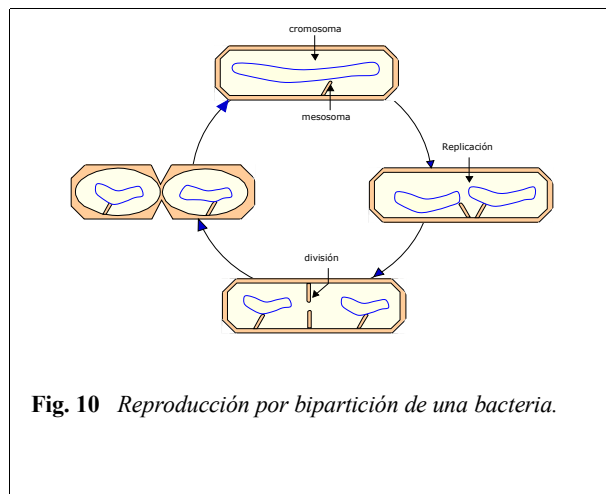 cromosoma
mesosoma
Replicación
división
Fig. 10 Reproducción por bipartición de una bacteria.